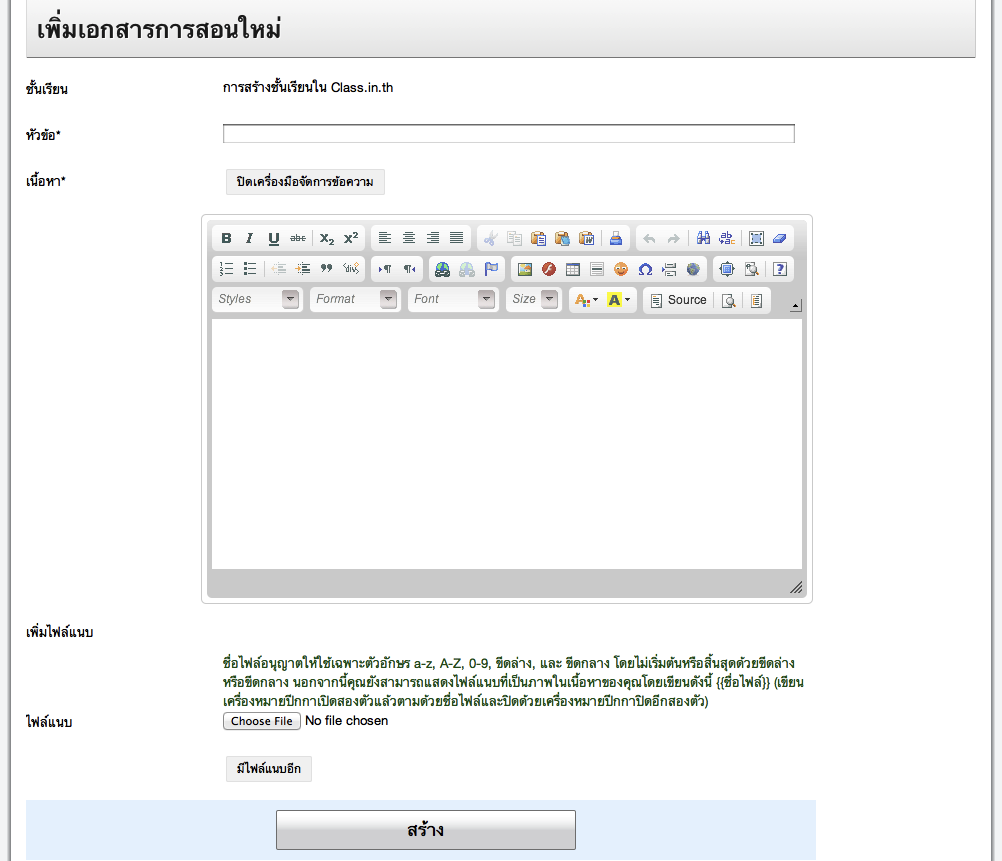 เพิ่มเอกสารการสอนใหม่
ชั้นเรียน การสร้างชั้นเรียนใน Class.in.th
หัวข้อ*
เนื้อหา* ปิดเครื่องมือจัดการข้อความ
B I U abc X₂ X²
Styles Format Font Size A A Source
เพิ่มไฟล์แนบ
ชื่อไฟล์อนุญาตให้ใช้เฉพาะตัวอักษร a-z, A-Z, 0-9, ขีดล่าง, และ ขีดกลาง โดยไม่เริ่มต้นหรือสิ้นสุดด้วยขีดล่าง
หรือขีดกลาง นอกจากนี้คุณยังสามารถแสดงไฟล์แนบที่เป็นภาพในเนื้อหาของคุณโดยเขียนดังนี้ {{ชื่อไฟล์}} (เขียน
เครื่องหมายปีกกาเปิดสองตัวแล้วตามด้วยชื่อไฟล์และปิดด้วยเครื่องหมายปีกกาปิดอีกสองตัว)
ไฟล์แนบ Choose File No file chosen
มีไฟล์แนบอีก
สร้าง